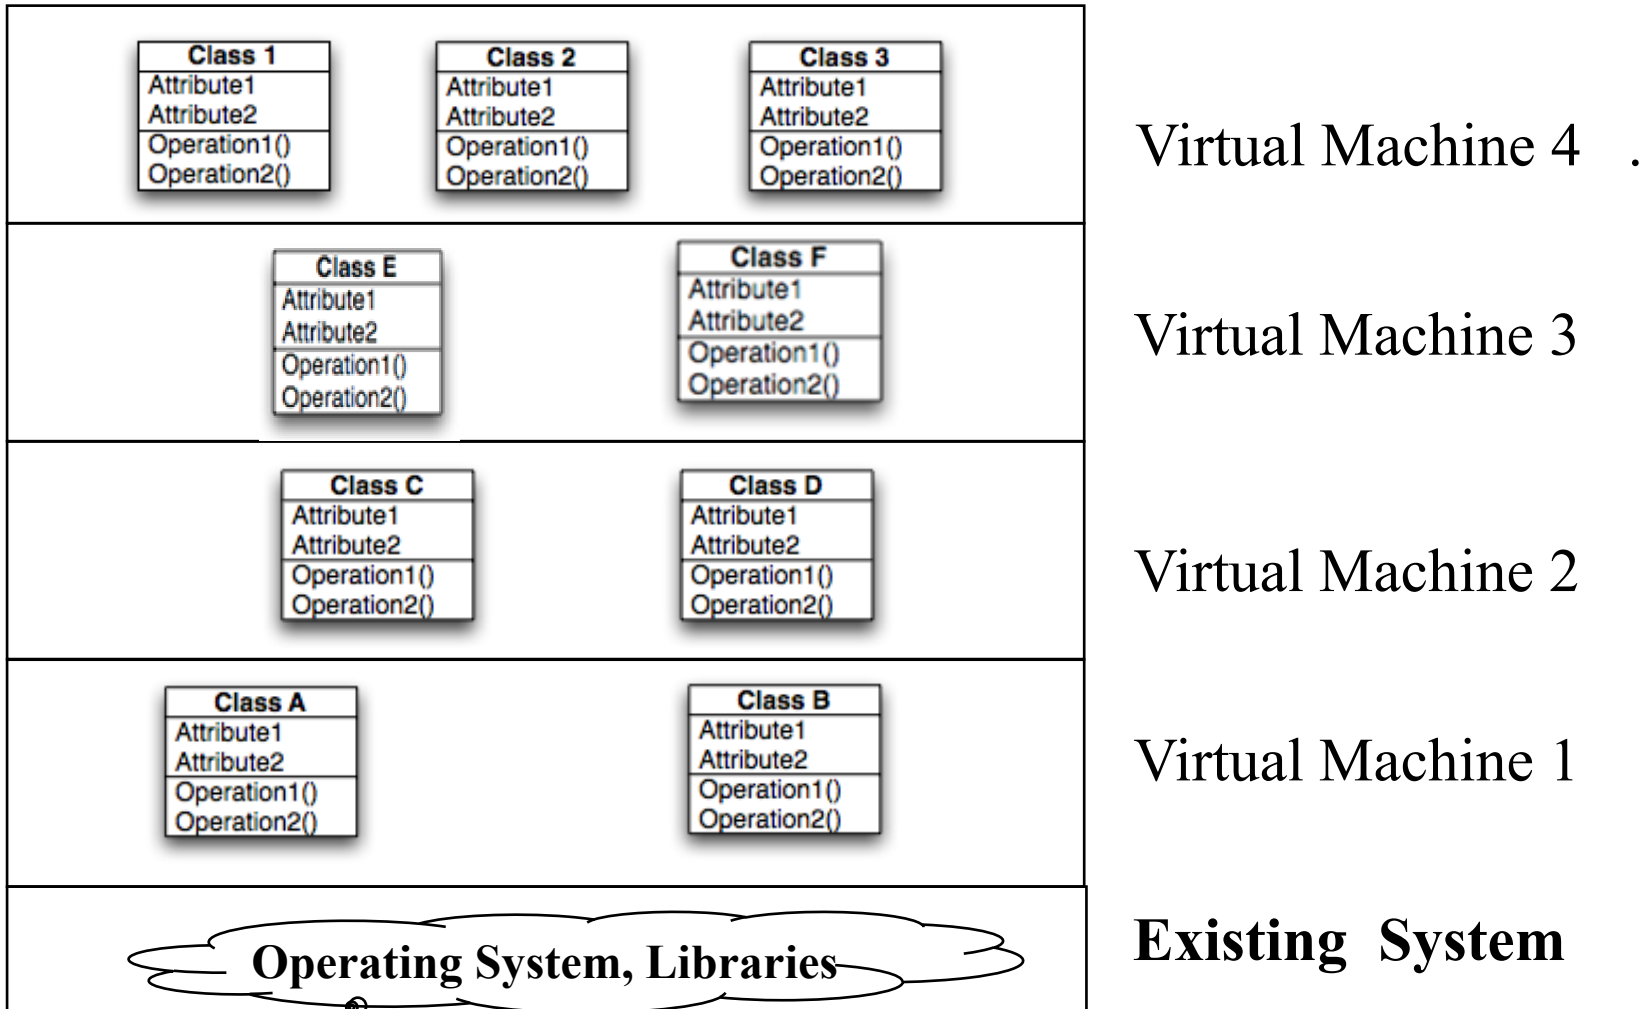 Class 1
Attribute1
Attribute2
Operation1()
Operation2()
Class 2
Attribute1
Attribute2
Operation1()
Operation2()
Class 3
Attribute1
Attribute2
Operation1()
Operation2()
Virtual Machine 4 .
Class E
Attribute1
Attribute2
Operation1()
Operation2()
Class F
Attribute1
Attribute2
Operation1()
Operation2()
Virtual Machine 3
Class C
Attribute1
Attribute2
Operation1()
Operation2()
Class D
Attribute1
Attribute2
Operation1()
Operation2()
Virtual Machine 2
Class A
Attribute1
Attribute2
Operation1()
Operation2()
Class B
Attribute1
Attribute2
Operation1()
Operation2()
Virtual Machine 1
Operating System, Libraries
Existing System